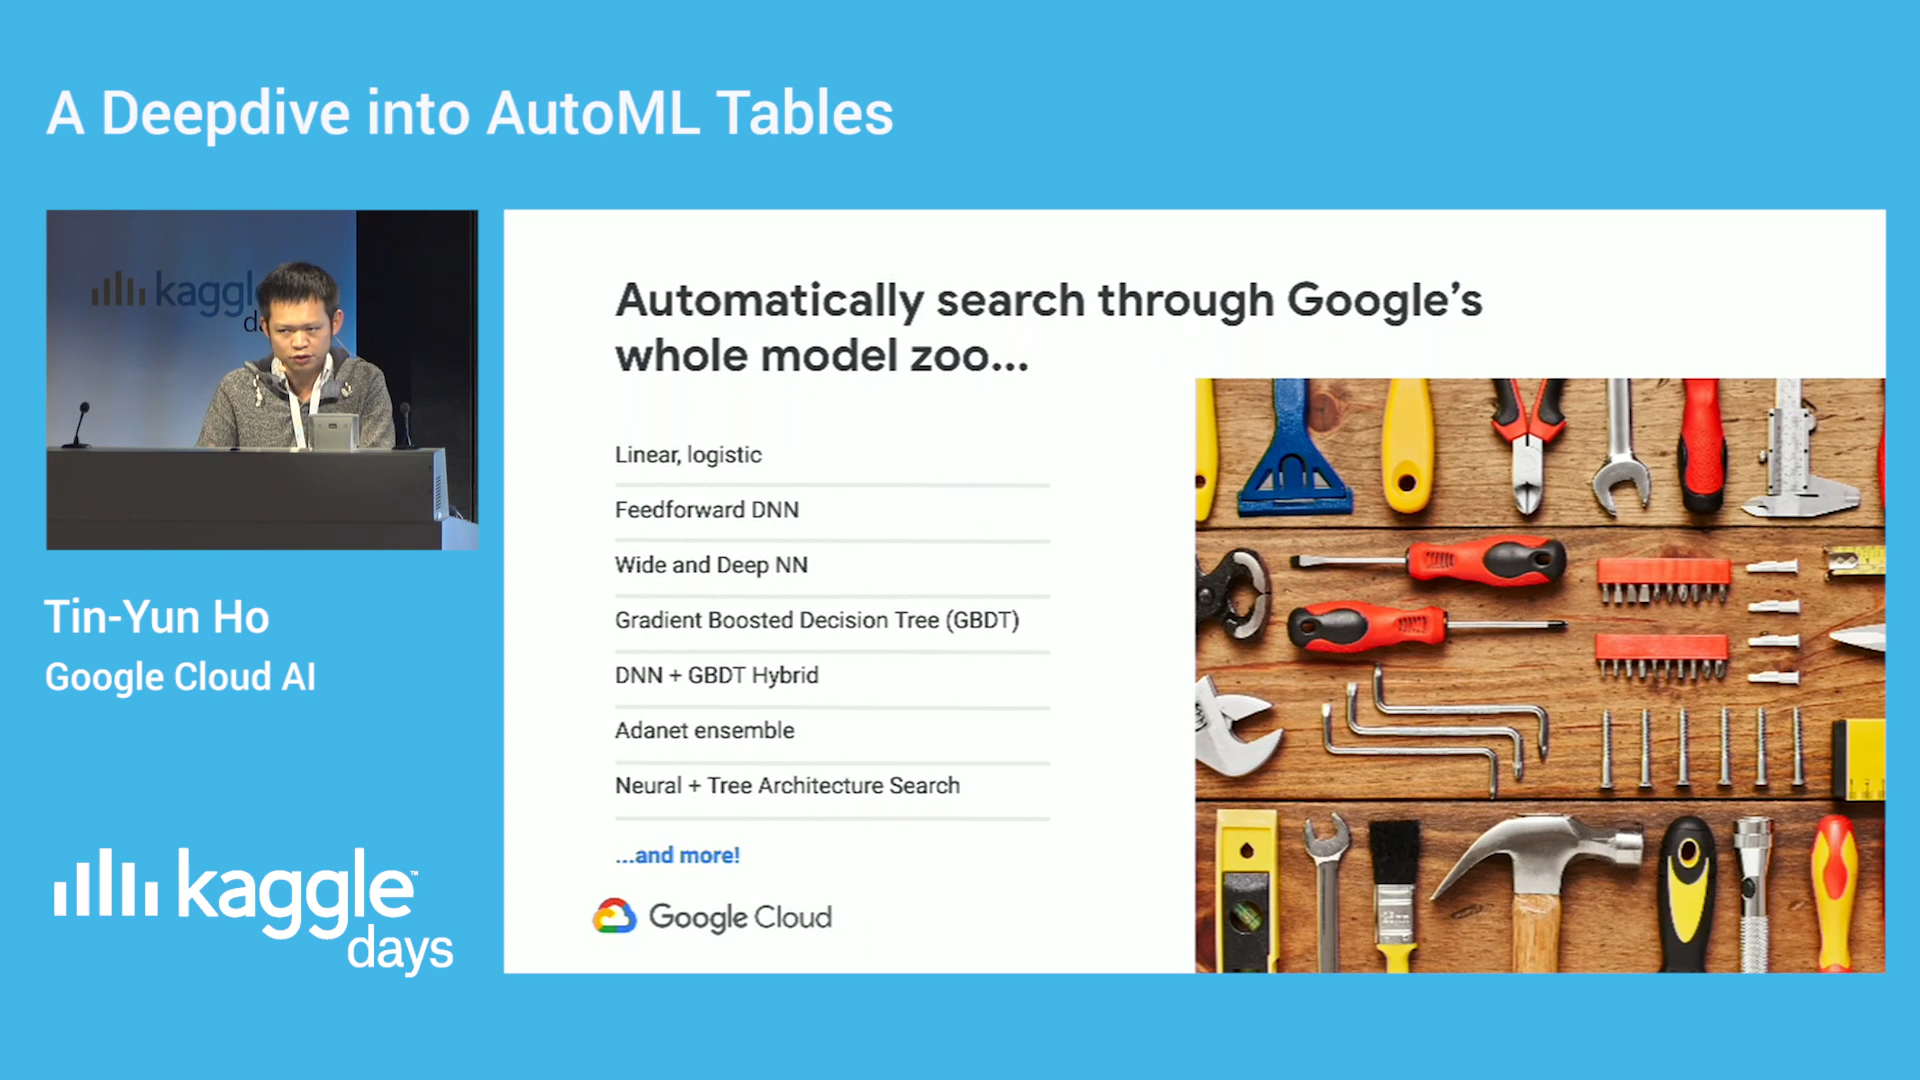 A Deepdive into AutoML Tables
kaggle
Tin-Yun Ho
Google Cloud AI
kaggle™
days
Automatically search through Google's
whole model zoo...
Linear, logistic
Feedforward DNN
Wide and Deep NN
Gradient Boosted Decision Tree (GBDT)
DNN + GBDT Hybrid
Adanet ensemble
Neural + Tree Architecture Search
...and more!
Google Cloud